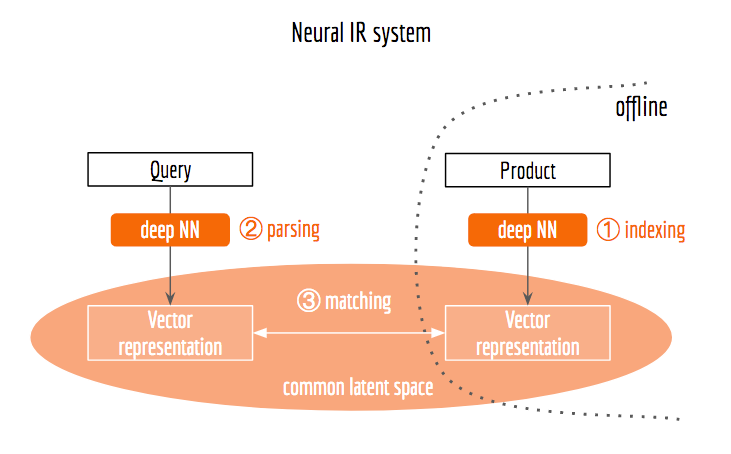 Neural IR system
offline
Query
Product
deep NN
② parsing
deep NN
① indexing
③ matching
Vector
representation
Vector
representation
common latent space